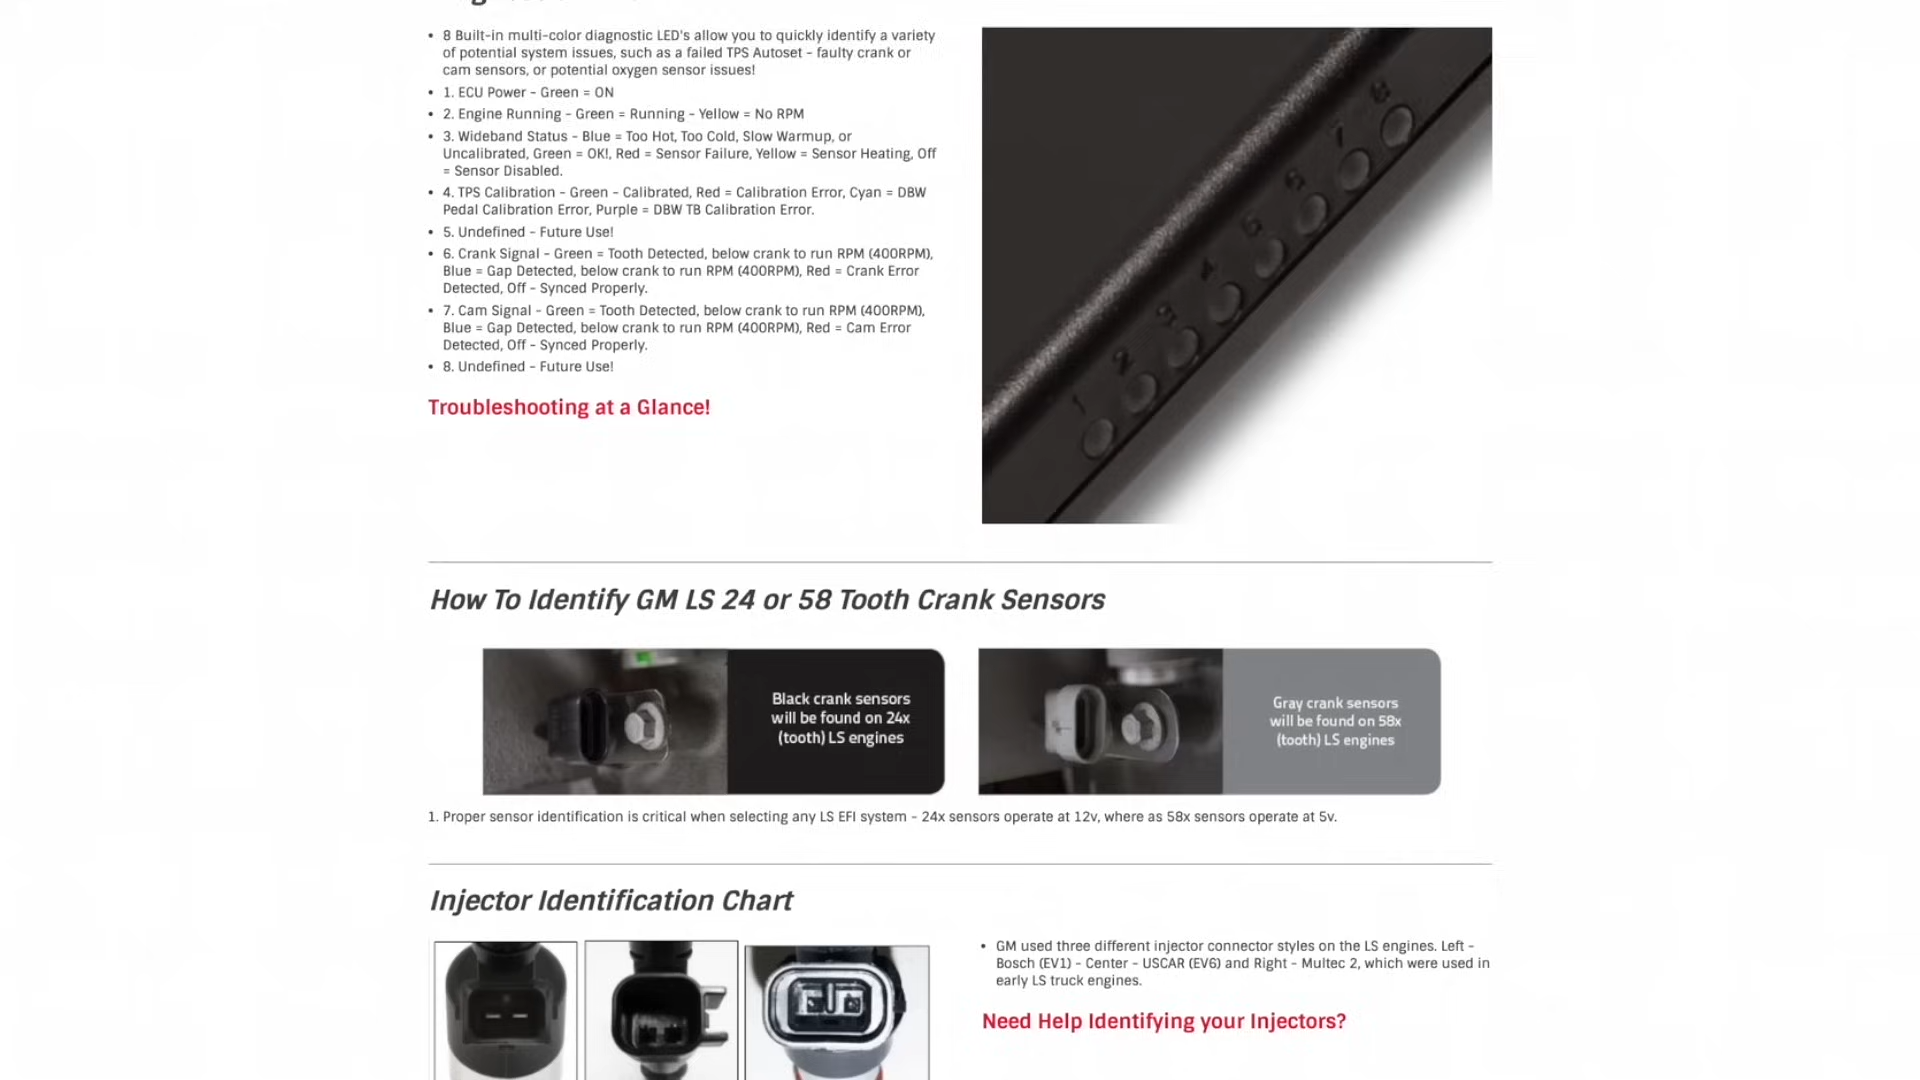 • 8 Built-in multi-color diagnostic LED's allow you to quickly identify a variety
of potential system issues, such as a failed TPS Autoset - faulty crank or
cam sensors, or potential oxygen sensor issues!
• 1. ECU Power - Green = ON
• 2. Engine Running - Green = Running - Yellow = No RPM
• 3. Wideband Status - Blue = Too Hot, Too Cold, Slow Warmup, or
Uncalibrated, Green = OK!, Red = Sensor Failure, Yellow = Sensor Heating, Off
= Sensor Disabled.
• 4. TPS Calibration - Green - Calibrated, Red = Calibration Error, Cyan = DBW
Pedal Calibration Error, Purple = DBW TB Calibration Error.
• 5. Undefined - Future Use!
• 6. Crank Signal - Green = Tooth Detected, below crank to run RPM (400RPM),
Blue = Gap Detected, below crank to run RPM (400RPM), Red = Crank Error
Detected, Off - Synced Properly.
• 7. Cam Signal - Green = Tooth Detected, below crank to run RPM (400RPM),
Blue = Gap Detected, below crank to run RPM (400RPM), Red = Cam Error
Detected, Off - Synced Properly.
• 8. Undefined - Future Use!
Troubleshooting at a Glance!
1 2 3 4 5 6 7 8
How To Identify GM LS 24 or 58 Tooth Crank Sensors
Black crank sensors
will be found on 24x
(tooth) LS engines
Gray crank sensors
will be found on 58x
(tooth) LS engines
1. Proper sensor identification is critical when selecting any LS EFI system - 24x sensors operate at 12v, where as 58x sensors operate at 5v.
Injector Identification Chart
• GM used three different injector connector styles on the LS engines. Left -
Bosch (EV1) - Center - USCAR (EV6) and Right - Multec 2, which were used in
early LS truck engines.
Need Help Identifying your Injectors?